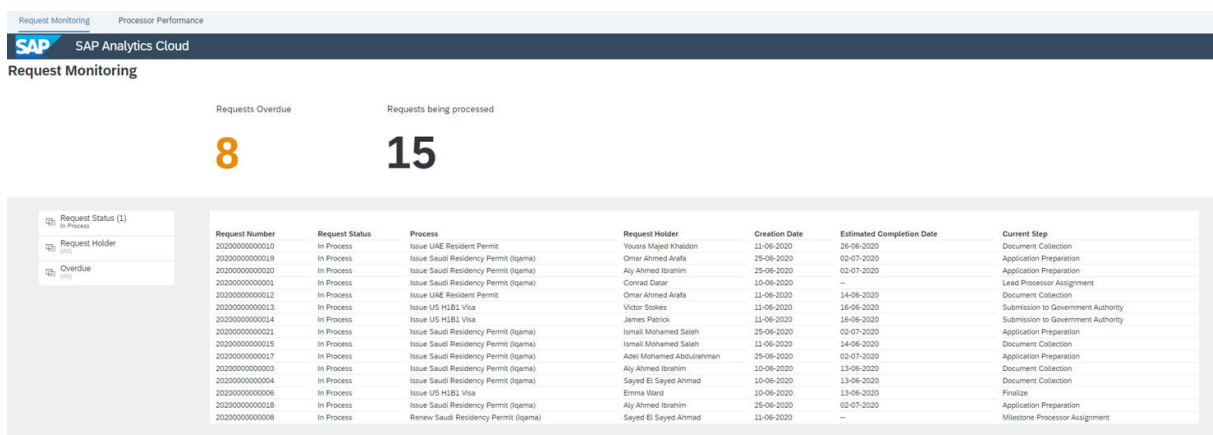 Request Monitoring Processor Performance
SAP SAP Analytics Cloud
Request Monitoring
Requests Overdue Requests being processed
8 15
Request Status (1)
In Process
Request Holder
(All)
Overdue
(All)
Request Number Request Status Process Request Holder Creation Date Estimated Completion Date Current Step
20200000000010 In Process Issue UAE Resident Permit Yousra Majed Khaldon 11-06-2020 26-06-2020 Document Collection
20200000000019 In Process Issue Saudi Residency Permit (Iqama) Omar Ahmed Arafa 25-06-2020 02-07-2020 Application Preparation
20200000000020 In Process Issue Saudi Residency Permit (Iqama) Aly Ahmed Ibrahim 25-06-2020 02-07-2020 Application Preparation
20200000000001 In Process Issue Saudi Residency Permit (Iqama) Conrad Datar 10-06-2020 -- Lead Processor Assignment
20200000000012 In Process Issue UAE Resident Permit Omar Ahmed Arafa 11-06-2020 14-06-2020 Document Collection
20200000000013 In Process Issue US H1B1 Visa Victor Stokes 11-06-2020 16-06-2020 Submission to Government Authority
20200000000014 In Process Issue US H1B1 Visa James Patrick 11-06-2020 16-06-2020 Submission to Government Authority
20200000000021 In Process Issue Saudi Residency Permit (Iqama) Ismail Mohamed Saleh 25-06-2020 02-07-2020 Application Preparation
20200000000015 In Process Issue Saudi Residency Permit (Iqama) Ismail Mohamed Saleh 11-06-2020 14-06-2020 Document Collection
20200000000017 In Process Issue Saudi Residency Permit (Iqama) Adel Mohamed Abdulrahman 25-06-2020 02-07-2020 Application Preparation
20200000000003 In Process Issue Saudi Residency Permit (Iqama) Aly Ahmed Ibrahim 10-06-2020 13-06-2020 Document Collection
20200000000004 In Process Issue Saudi Residency Permit (Iqama) Sayed El Sayed Ahmad 10-06-2020 13-06-2020 Document Collection
20200000000006 In Process Issue US H1B1 Visa Emma Ward 10-06-2020 13-06-2020 Finalize
20200000000018 In Process Issue Saudi Residency Permit (Iqama) Aly Ahmed Ibrahim 25-06-2020 02-07-2020 Application Preparation
20200000000008 In Process Renew Saudi Residency Permit (Iqama) Sayed El Sayed Ahmad 11-06-2020 -- Milestone Processor Assignment